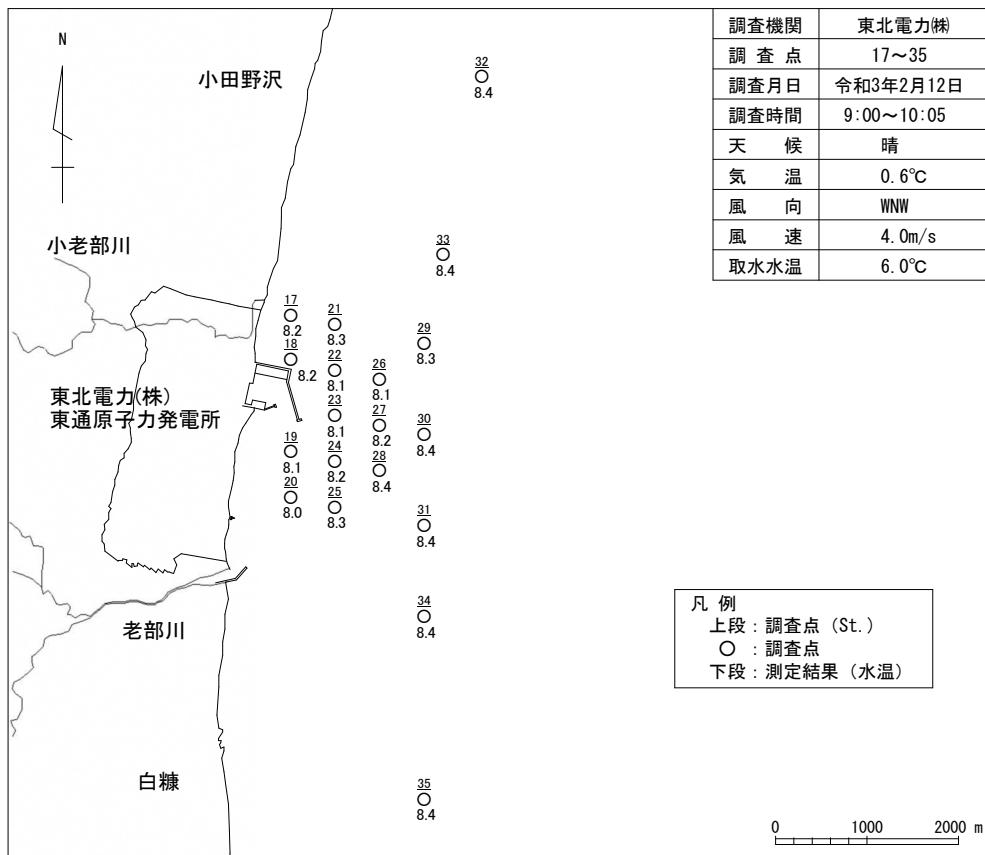 調査機関 東北電力㈱
調査点 17～35
調査月日 令和3年2月12日
調査時間 9:00～10:05
天候 晴
気温 0.6℃
風向 WNW
風速 4.0m/s
取水水温 6.0℃
N
小田野沢
32
8.4
小老部川
33
8.4
17
8.2
21
8.3
18
8.2
29
8.3
22
8.1
26
8.1
東北電力(株)
東通原子力発電所
23
8.1
27
8.2
30
8.4
19
8.1
24
8.2
28
8.4
20
8.0
25
8.3
31
8.4
34
8.4
老部川
凡例
上段：調査点（St.）
○：調査点
下段：測定結果（水温）
白糠
35
8.4
0 1000 2000 m